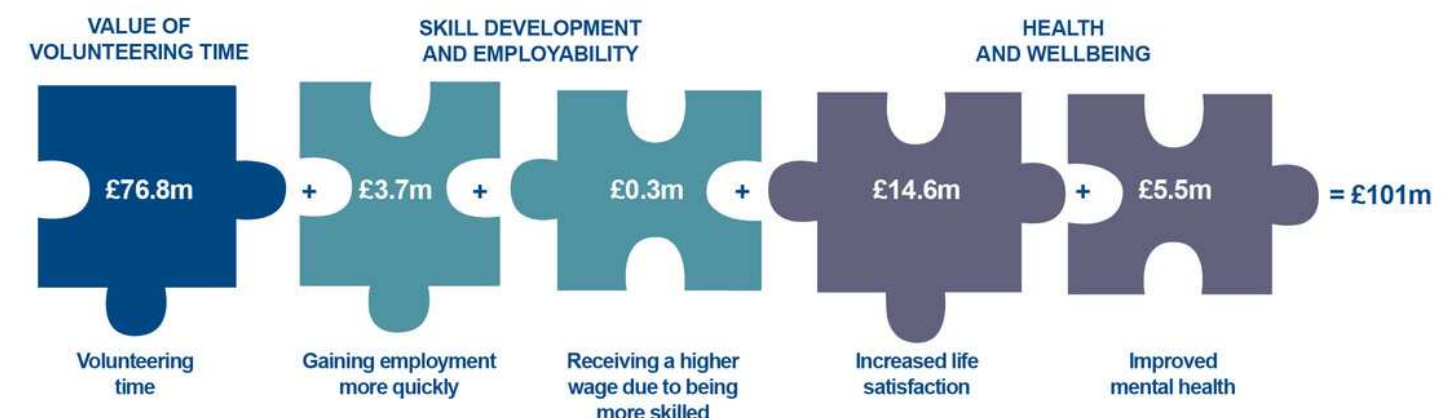 VALUE OF
VOLUNTEERING TIME
SKILL DEVELOPMENT
AND EMPLOYABILITY
HEALTH
AND WELLBEING
£76.8m + £3.7m + £0.3m + £14.6m + £5.5m = £101m
Volunteering
time
Gaining employment
more quickly
Receiving a higher
wage due to being
more skilled
Increased life
satisfaction
Improved
mental health